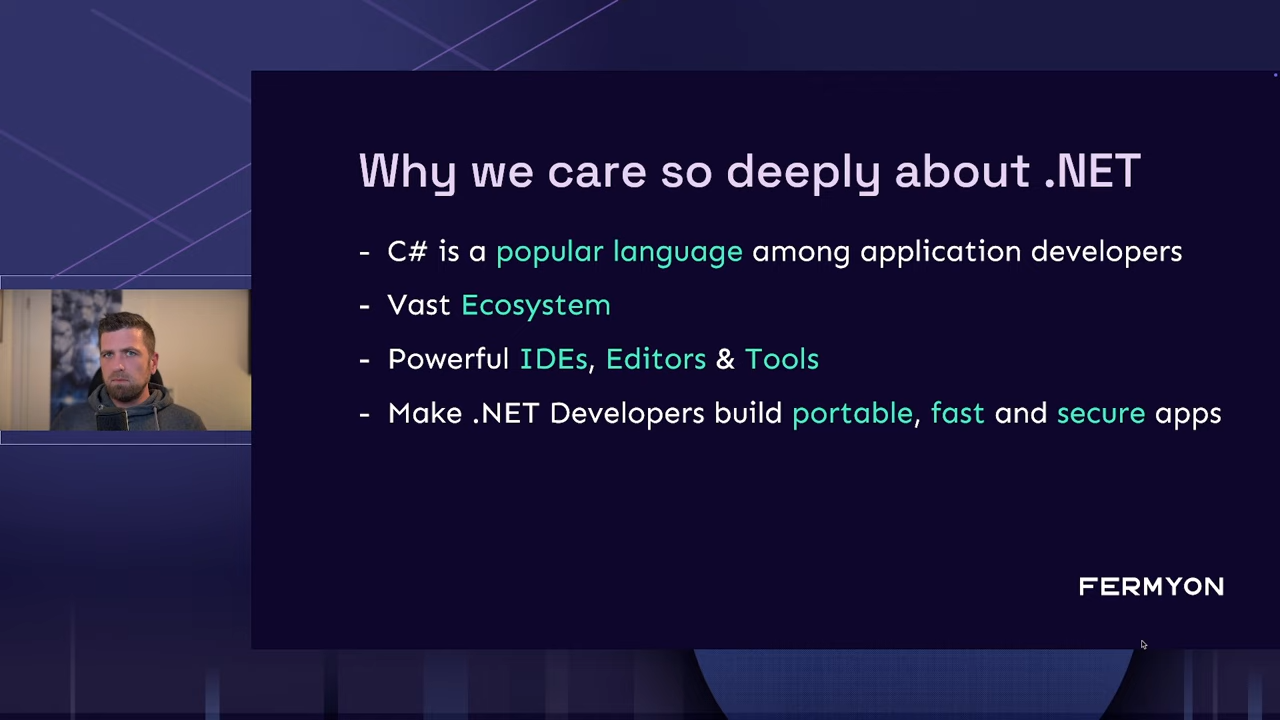 Why we care so deeply about .NET
- C# is a popular language among application developers
- Vast Ecosystem
- Powerful IDEs, Editors & Tools
- Make .NET Developers build portable, fast and secure apps
FERMYON